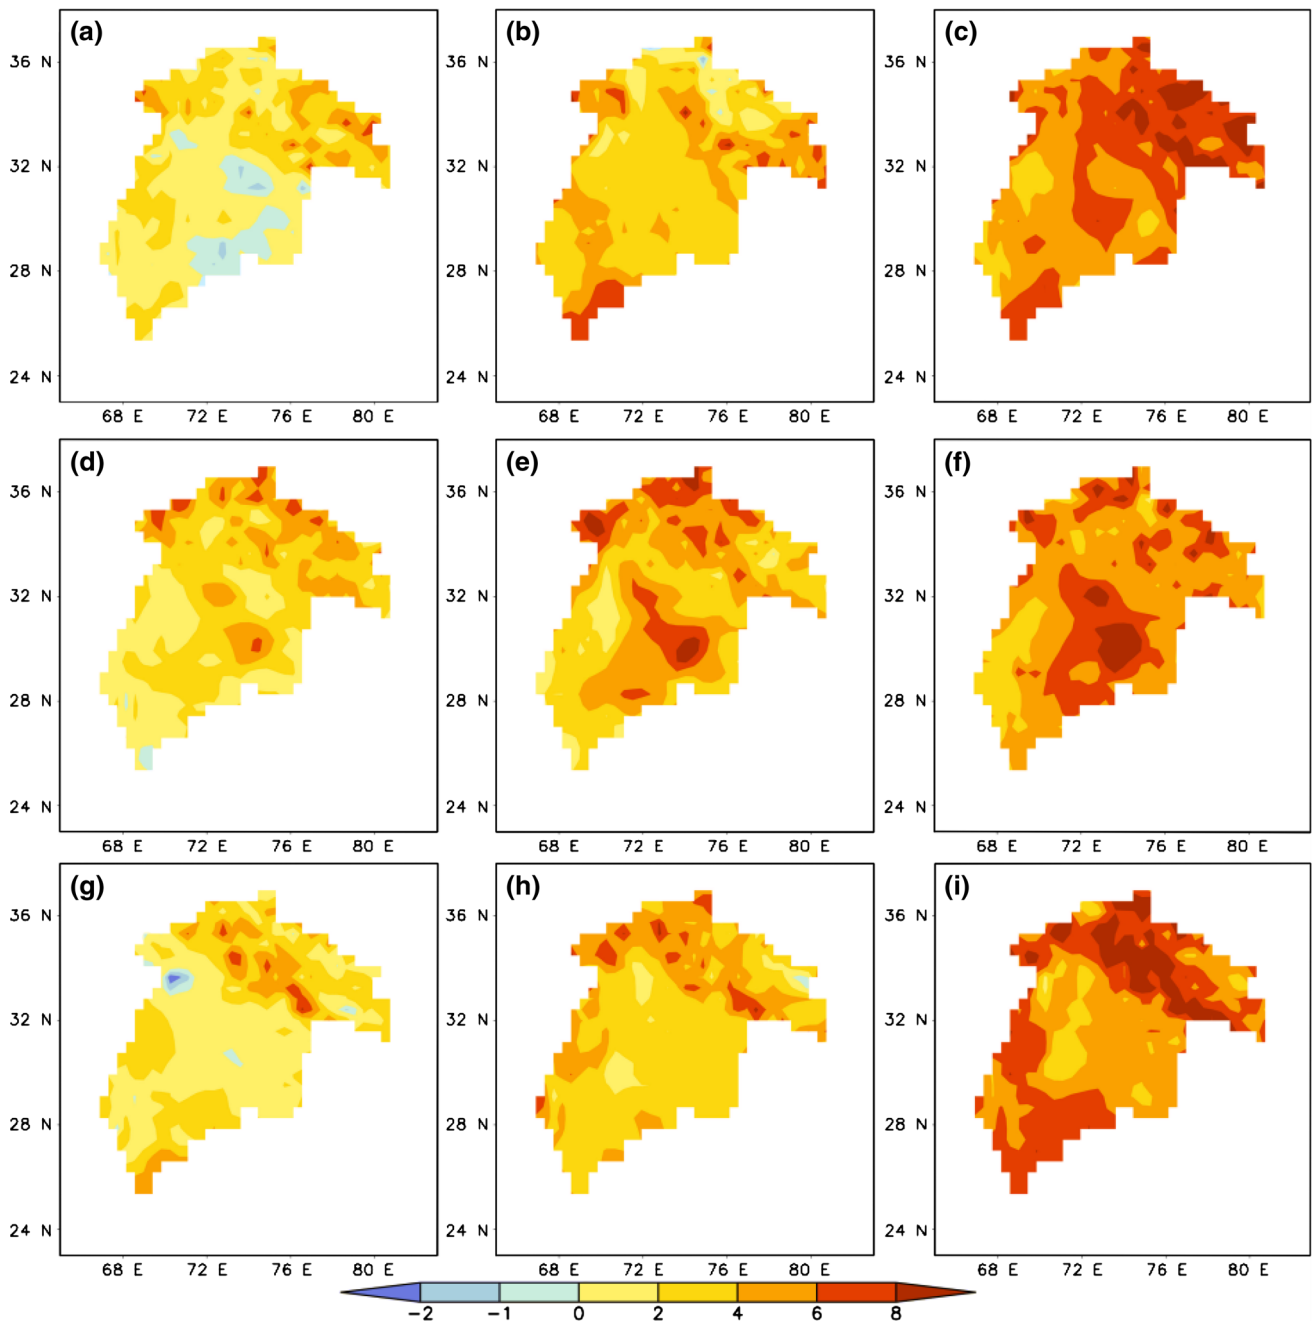 (a) (b) (c)
36 N 36 N 36 N
32 N 32 N 32 N
28 N 28 N 28 N
24 N 24 N 24 N
68 E 72 E 76 E 80 E 68 E 72 E 76 E 80 E 68 E 72 E 76 E 80 E
(d) (e) (f)
36 N 36 N 36 N
32 N 32 N 32 N
28 N 28 N 28 N
24 N 24 N 24 N
68 E 72 E 76 E 80 E 68 E 72 E 76 E 80 E 68 E 72 E 76 E 80 E
(g) (h) (i)
36 N 36 N 36 N
32 N 32 N 32 N
28 N 28 N 28 N
24 N 24 N 24 N
68 E 72 E 76 E 80 E 68 E 72 E 76 E 80 E 68 E 72 E 76 E 80 E
−2 −1 0 2 4 6 8